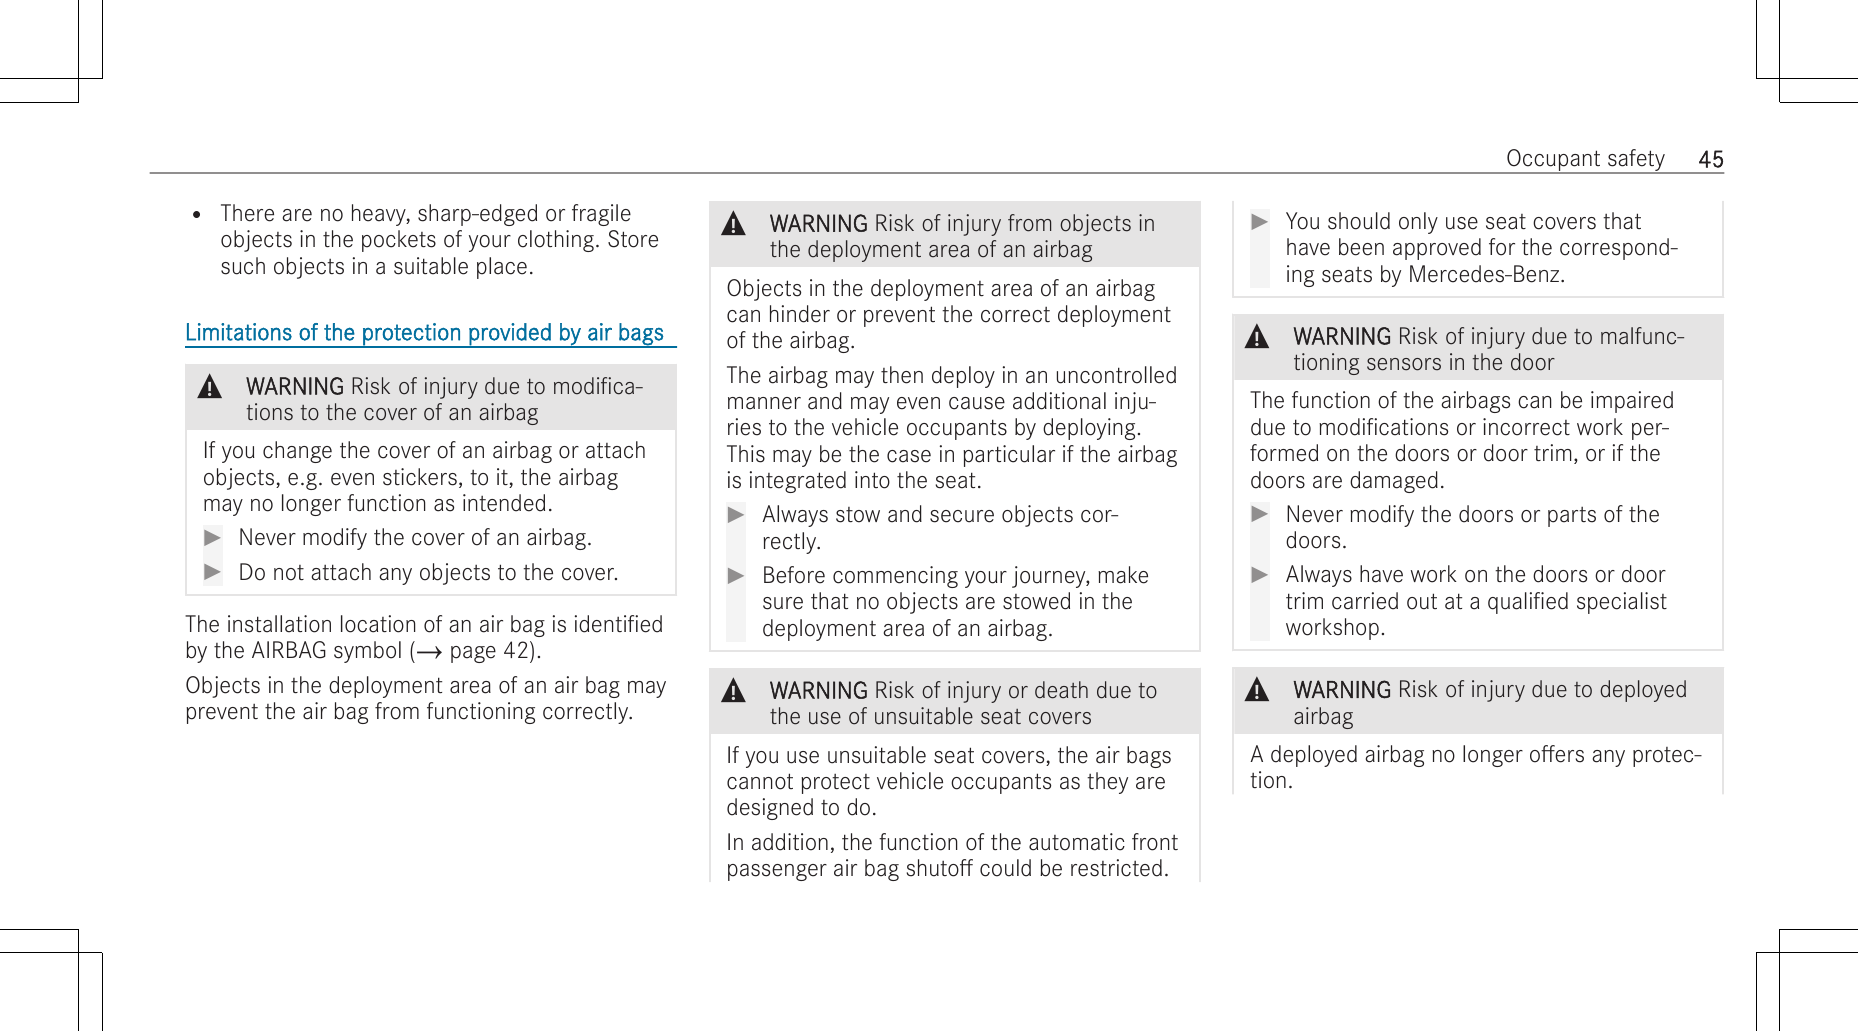 Occupant safety 45
• There are no heavy, sharp-edged or fragile
objects in the pockets of your clothing. Store
such objects in a suitable place.
Limitations of the protection provided by air bags
WARNING Risk of injury due to modifica-
tions to the cover of an airbag
If you change the cover of an airbag or attach
objects, e.g. even stickers, to it, the airbag
may no longer function as intended.
▶ Never modify the cover of an airbag.
▶ Do not attach any objects to the cover.
The installation location of an air bag is identified
by the AIRBAG symbol (→ page 42).
Objects in the deployment area of an air bag may
prevent the air bag from functioning correctly.
WARNING Risk of injury from objects in
the deployment area of an airbag
Objects in the deployment area of an airbag
can hinder or prevent the correct deployment
of the airbag.
The airbag may then deploy in an uncontrolled
manner and may even cause additional inju-
ries to the vehicle occupants by deploying.
This may be the case in particular if the airbag
is integrated into the seat.
▶ Always stow and secure objects cor-
rectly.
▶ Before commencing your journey, make
sure that no objects are stowed in the
deployment area of an airbag.
WARNING Risk of injury or death due to
the use of unsuitable seat covers
If you use unsuitable seat covers, the air bags
cannot protect vehicle occupants as they are
designed to do.
In addition, the function of the automatic front
passenger air bag shutoff could be restricted.
▶ You should only use seat covers that
have been approved for the correspond-
ing seats by Mercedes-Benz.
WARNING Risk of injury due to malfunc-
tioning sensors in the door
The function of the airbags can be impaired
due to modifications or incorrect work per-
formed on the doors or door trim, or if the
doors are damaged.
▶ Never modify the doors or parts of the
doors.
▶ Always have work on the doors or door
trim carried out at a qualified specialist
workshop.
WARNING Risk of injury due to deployed
airbag
A deployed airbag no longer offers any protec-
tion.